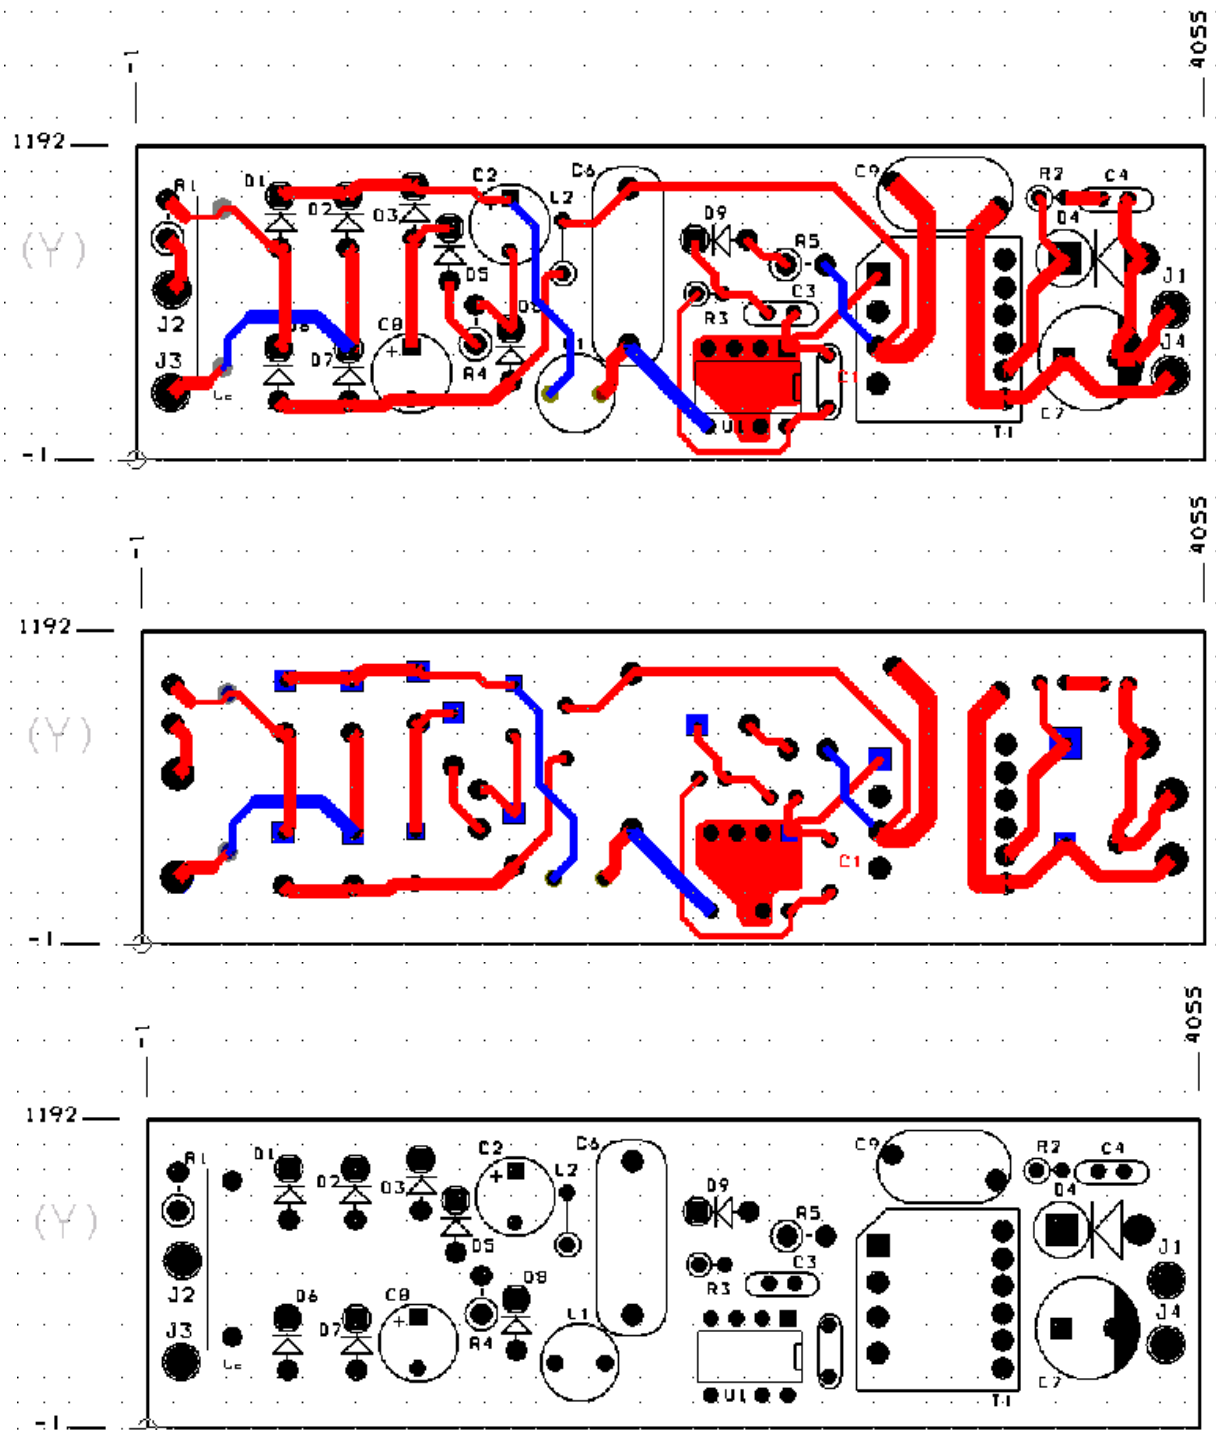 4055
-1
1192
R1 D1 C2 C6 C9 R2 C4
D2 D3 L2 D9 D4
(Y) R5 J1
D5 C3
J2 R3
D7 C8 J4
J3 R4 C1
U1 C7
-1 T1
4055
-1
1192
(Y)
C1
-1
4055
-1
1192
R1 D1 C2 C6 C9 R2 C4
D2 D3 L2 D9 D4
(Y) R5
D5 C3 J1
J2 D6 C8 D8 R3
J3 D7 R4 L1 J4
C7
-1 U1 T1